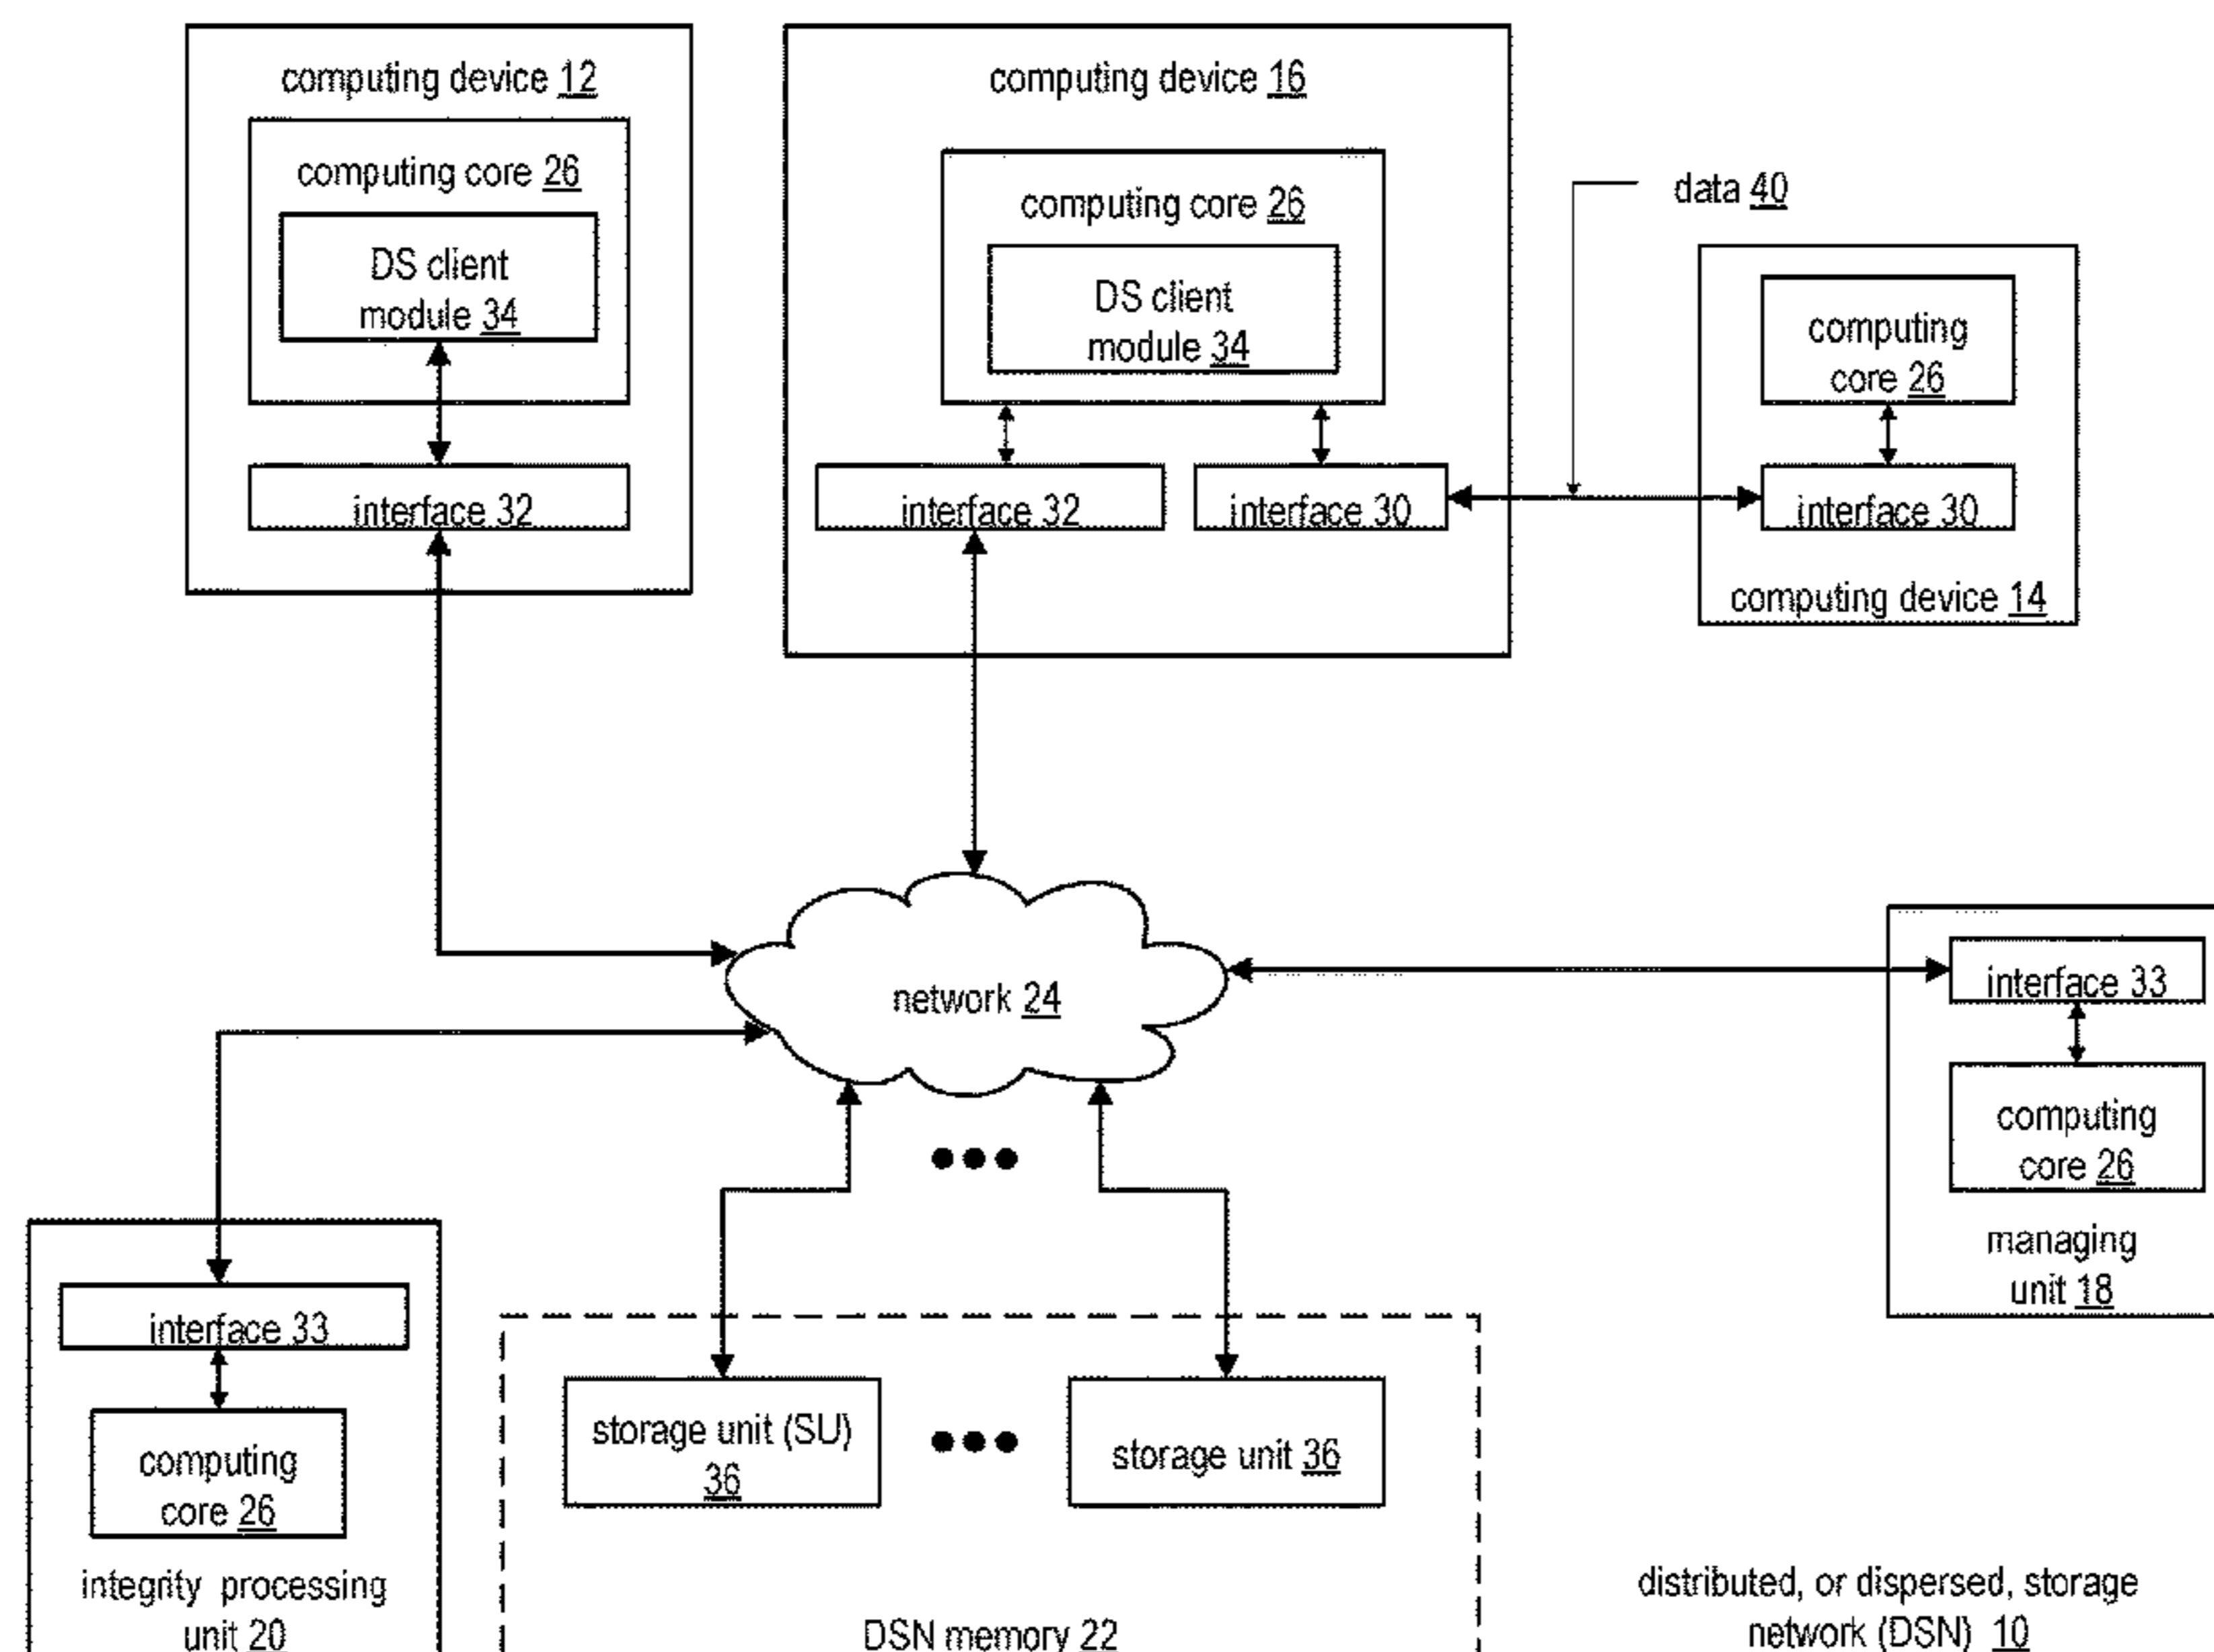 computing device 12
computing core 26
DS client
module 34
interface 32
computing device 16
computing core 26
DS client
module 34
interface 32
interface 30
data 40
computing
core 26
interface 30
computing device 14
network 24
interface 33
computing
core 26
managing
unit 18
interface 33
computing
core 26
integrity processing
unit 20
storage unit (SU)
36
storage unit 36
DSN memory 22
distributed, or dispersed, storage
network (DSN) 10